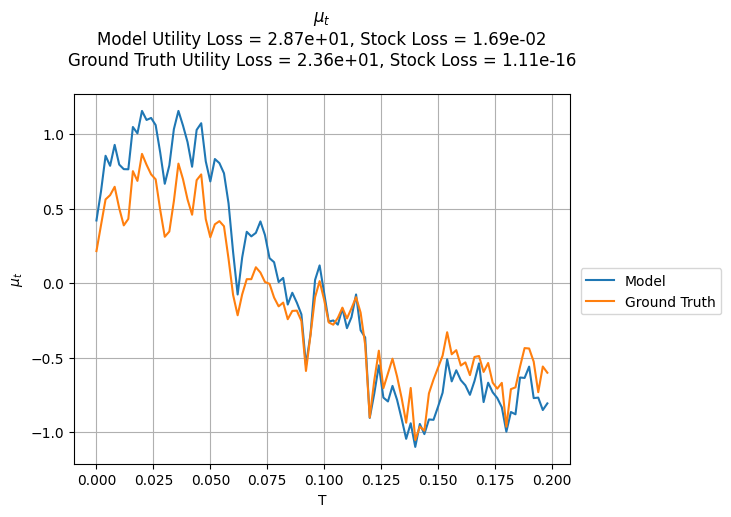 μt
Model Utility Loss = 2.87e+01, Stock Loss = 1.69e-02
Ground Truth Utility Loss = 2.36e+01, Stock Loss = 1.11e-16
1.0
0.5
0.0
−0.5
−1.0
μt
0.000
0.025
0.050
0.075
0.100
0.125
0.150
0.175
0.200
T
Model
Ground Truth